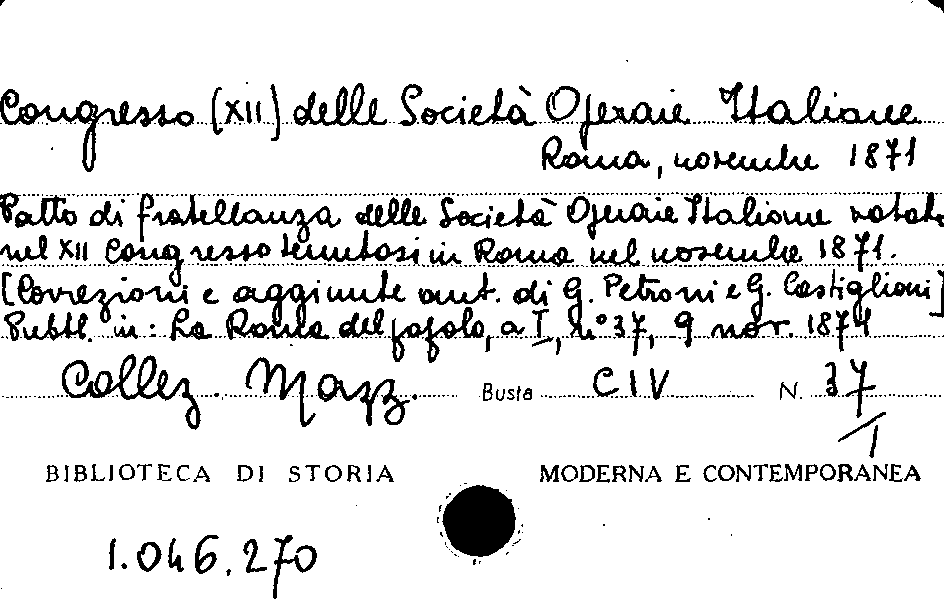 Congresso (XII) delle Società Operaie Italiane
Roma, novembre 1871
Patto di fratellanza delle Società Operaie Italiane votato
nel XII Congresso tenutosi in Roma nel novembre 1871.
[Correzioni e aggiunte aut. di G. Petroni e G. Castiglioni]
Pubbl. in: La Roma del popolo, a I, n° 37, 9 nov. 1871
Collez. Mazz. Busta CIV N. 37/1
BIBLIOTECA DI STORIA MODERNA E CONTEMPORANEA
1.046.270